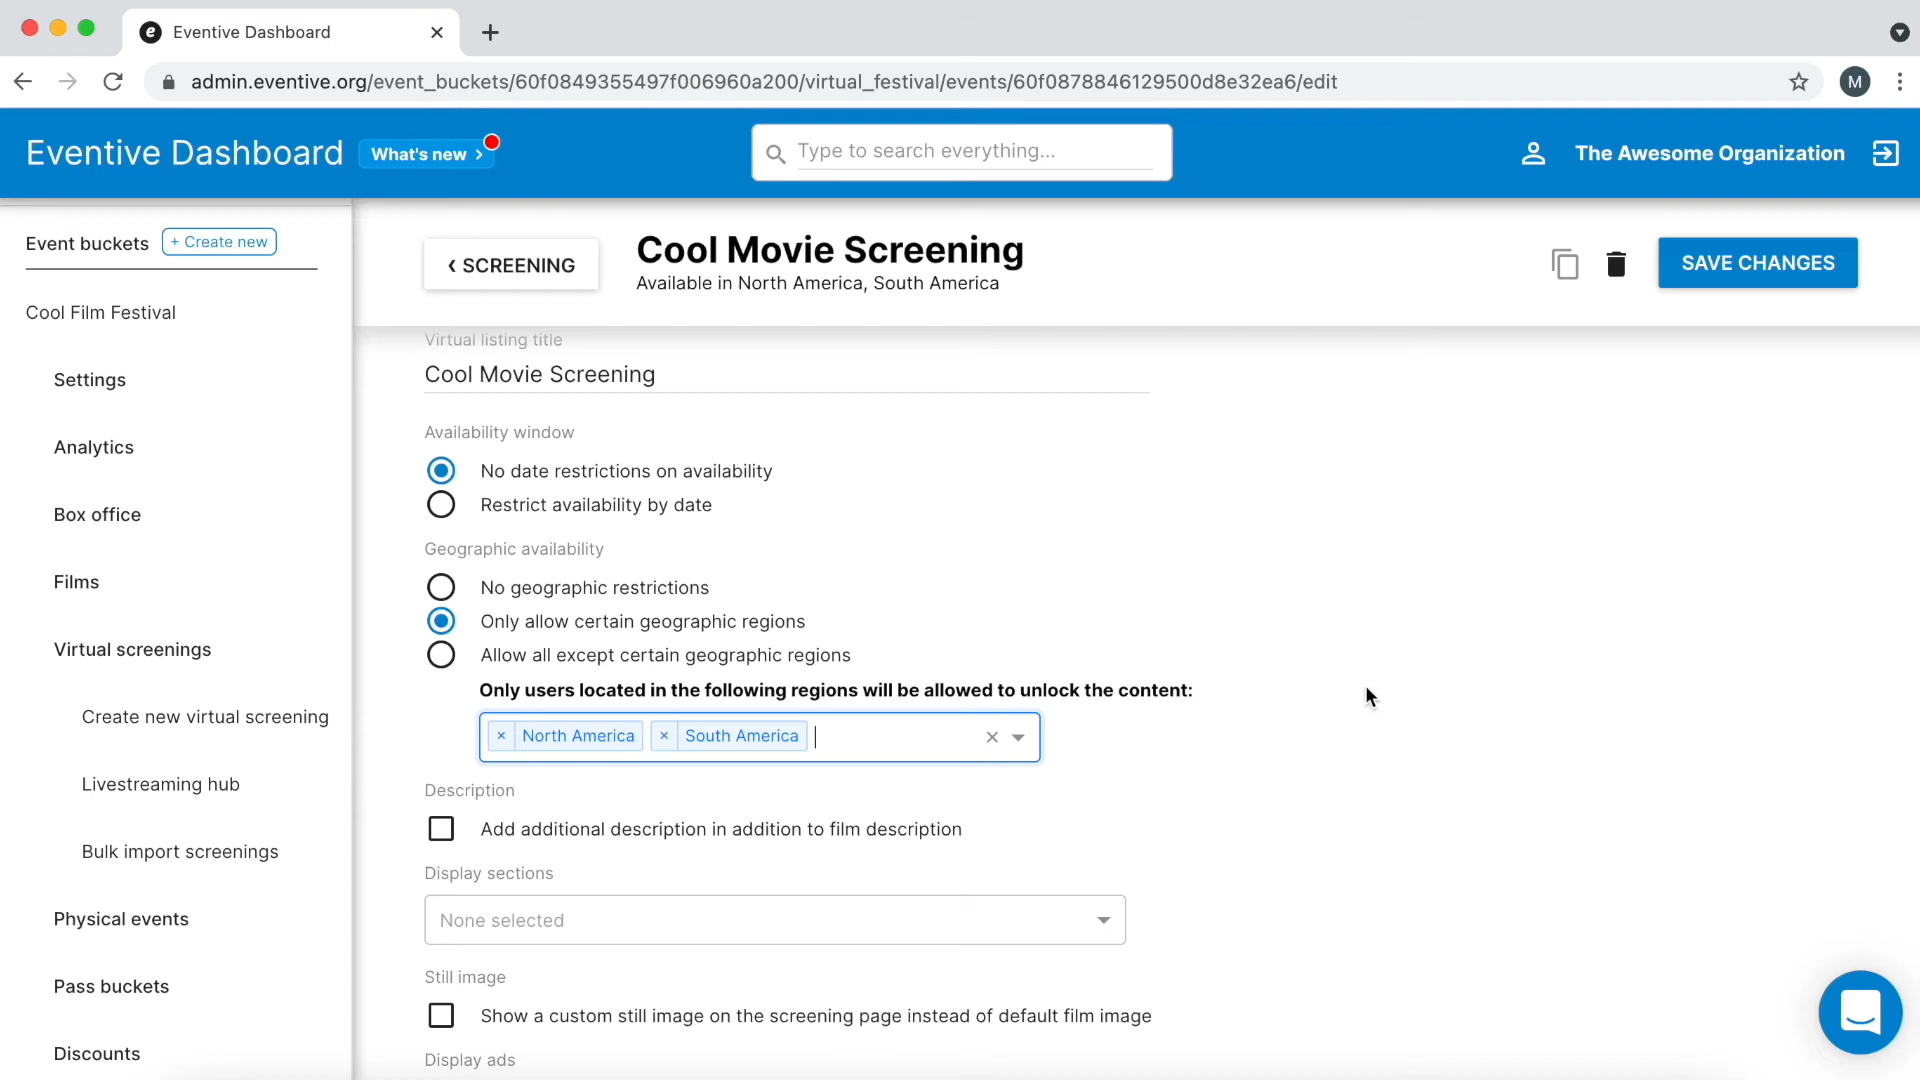 Eventive Dashboard
admin.eventive.org/event_buckets/60f0849355497f006960a200/virtual_festival/events/60f0878846129500d8e32ea6/edit
M
Eventive Dashboard
What's new ›
Type to search everything...
The Awesome Organization
Event buckets
+ Create new
Cool Film Festival
Settings
Analytics
Box office
Films
Virtual screenings
Create new virtual screening
Livestreaming hub
Bulk import screenings
Physical events
Pass buckets
Discounts
‹ SCREENING
Cool Movie Screening
Available in North America, South America
SAVE CHANGES
Virtual listing title
Cool Movie Screening
Availability window
No date restrictions on availability
Restrict availability by date
Geographic availability
No geographic restrictions
Only allow certain geographic regions
Allow all except certain geographic regions
Only users located in the following regions will be allowed to unlock the content:
× North America × South America
Description
Add additional description in addition to film description
Display sections
None selected
Still image
Show a custom still image on the screening page instead of default film image
Display ads